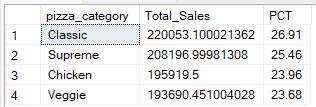 pizza_category Total_Sales PCT
1 Classic 220053.100021362 26.91
2 Supreme 208196.99981308 25.46
3 Chicken 195919.5 23.96
4 Veggie 193690.451004028 23.68